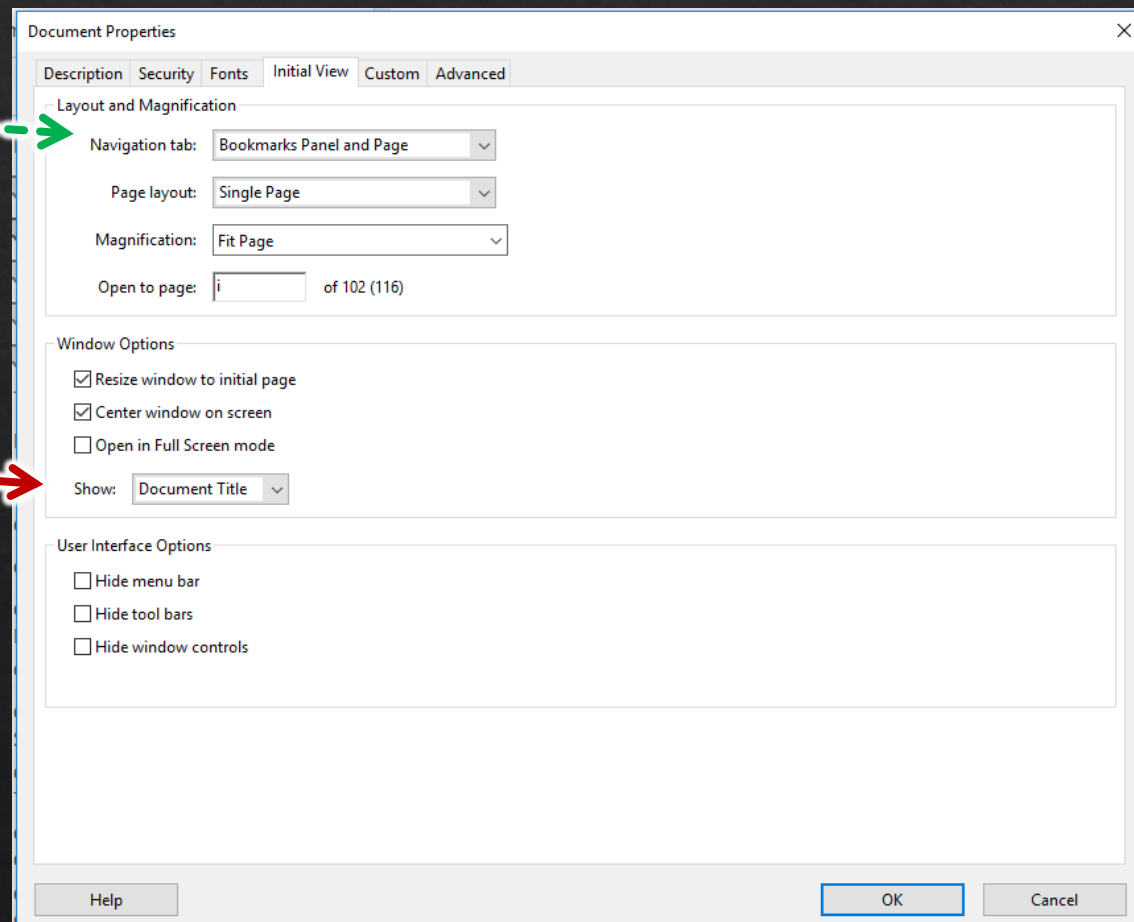 Document Properties
Description Security Fonts Initial View Custom Advanced
Layout and Magnification
Navigation tab: Bookmarks Panel and Page
Page layout: Single Page
Magnification: Fit Page
Open to page: i of 102 (116)
Window Options
Resize window to initial page
Center window on screen
Open in Full Screen mode
Show: Document Title
User Interface Options
Hide menu bar
Hide tool bars
Hide window controls
Help OK Cancel